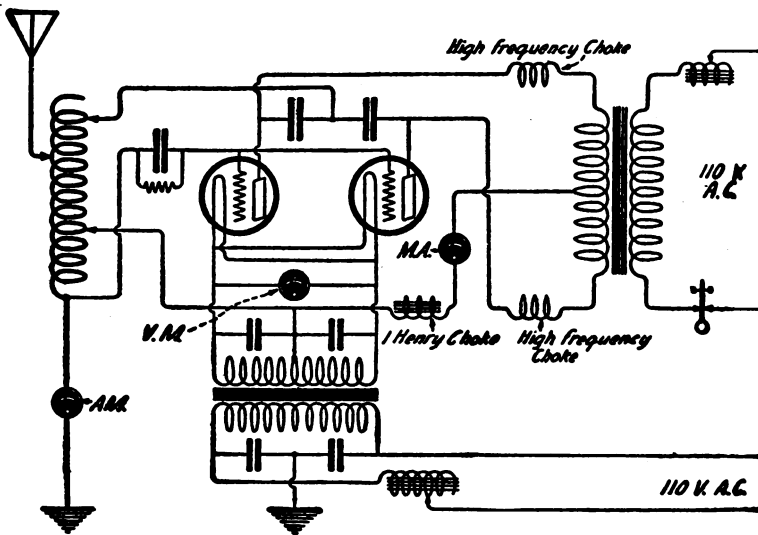 High Frequency Choke
110 V.
A.C.
M.A.
V.M.
1 Henry Choke
High Frequency
Choke
A.M.
110 V. A.C.